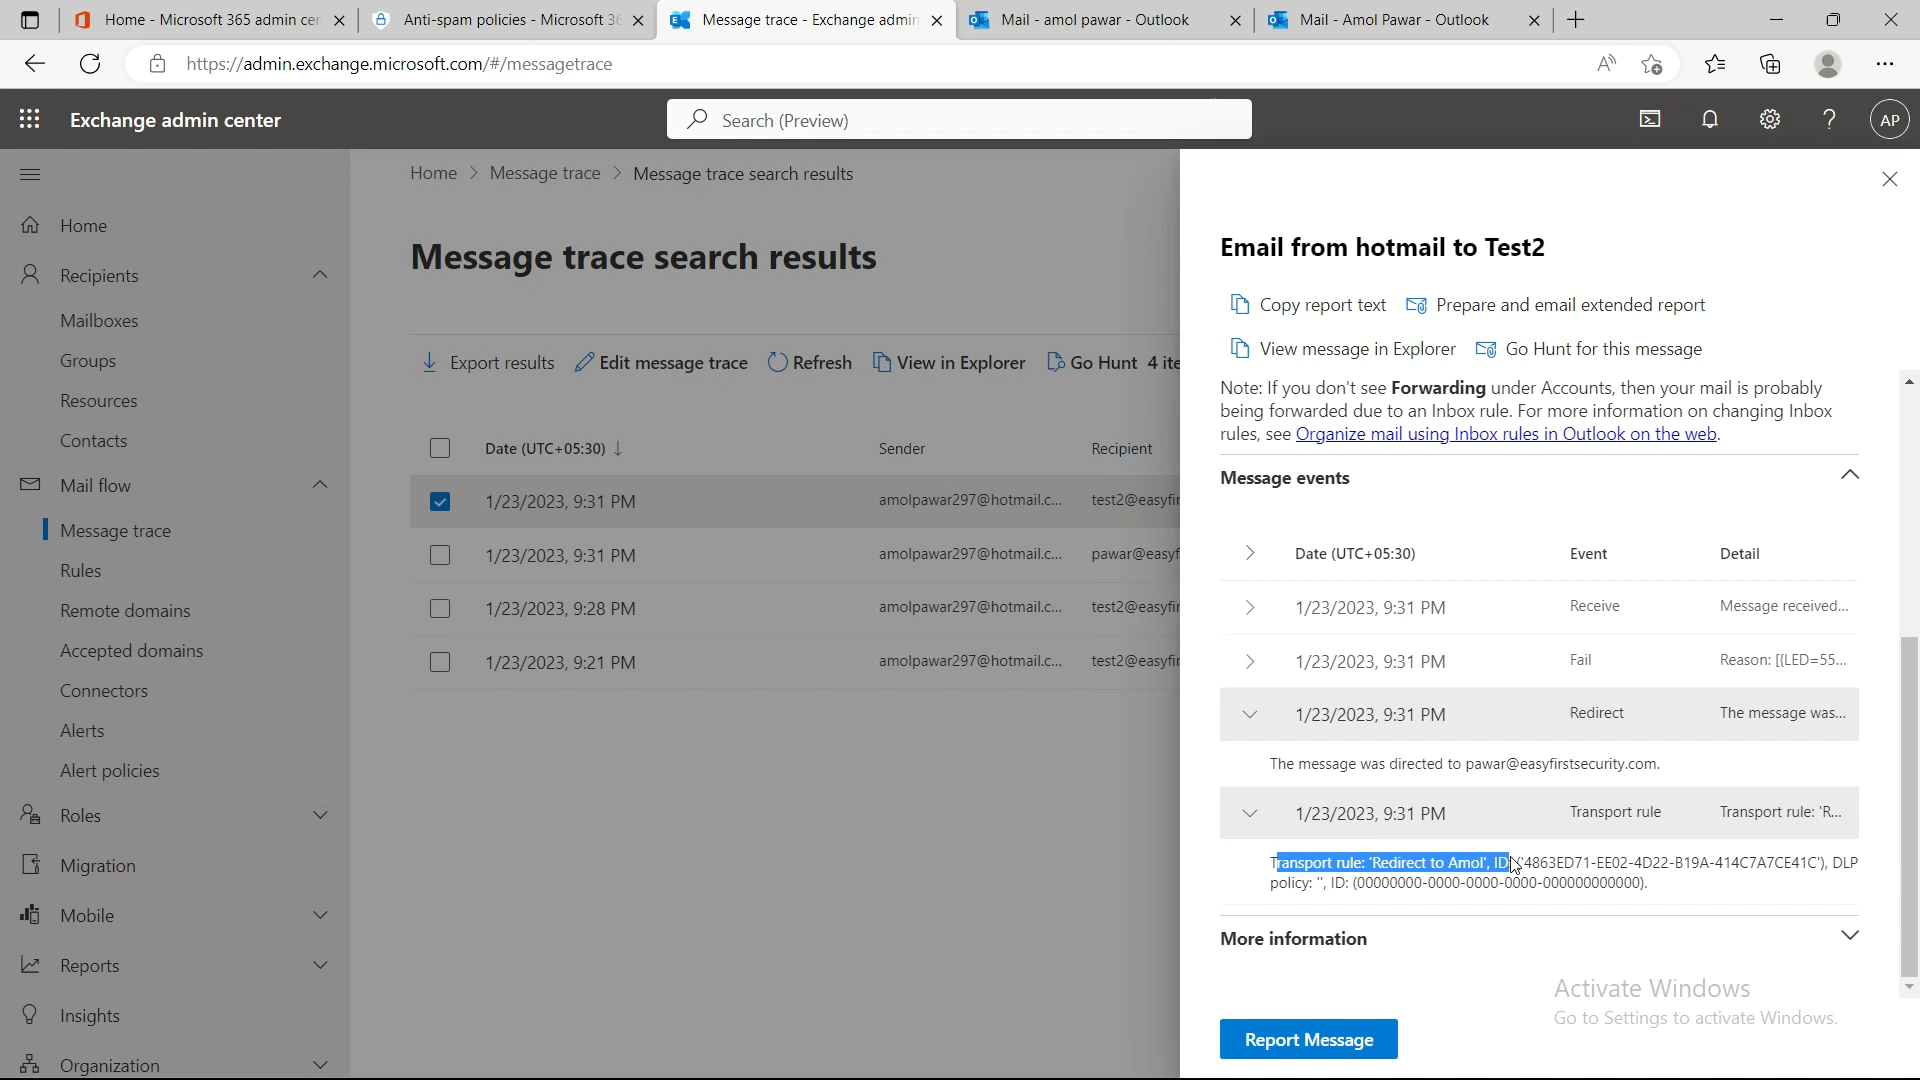 Home - Microsoft 365 admin cen
Anti-spam policies - Microsoft 36
Message trace - Exchange admin
Mail - amol pawar - Outlook
Mail - Amol Pawar - Outlook
https://admin.exchange.microsoft.com/#/messagetrace
Exchange admin center
Search (Preview)
AP
Home
Recipients
Mailboxes
Groups
Resources
Contacts
Mail flow
Message trace
Rules
Remote domains
Accepted domains
Connectors
Alerts
Alert policies
Roles
Migration
Mobile
Reports
Insights
Organization
Home > Message trace > Message trace search results
Message trace search results
Export results Edit message trace Refresh View in Explorer Go Hunt 4 ite
Date (UTC+05:30) ↓ Sender Recipient
1/23/2023, 9:31 PM amolpawar297@hotmail.c... test2@easyfir
1/23/2023, 9:31 PM amolpawar297@hotmail.c... pawar@easyf
1/23/2023, 9:28 PM amolpawar297@hotmail.c... test2@easyfir
1/23/2023, 9:21 PM amolpawar297@hotmail.c... test2@easyfir
Email from hotmail to Test2
Copy report text Prepare and email extended report
View message in Explorer Go Hunt for this message
Note: If you don't see Forwarding under Accounts, then your mail is probably
being forwarded due to an Inbox rule. For more information on changing Inbox
rules, see Organize mail using Inbox rules in Outlook on the web.
Message events
Date (UTC+05:30) Event Detail
1/23/2023, 9:31 PM Receive Message received...
1/23/2023, 9:31 PM Fail Reason: [{LED=55...
1/23/2023, 9:31 PM Redirect The message was...
The message was directed to pawar@easyfirstsecurity.com.
1/23/2023, 9:31 PM Transport rule Transport rule: 'R...
Transport rule: 'Redirect to Amol', ID: ('4863ED71-EE02-4D22-B19A-414C7A7CE41C'), DLP
policy: '', ID: (00000000-0000-0000-0000-000000000000).
More information
Activate Windows
Go to Settings to activate Windows.
Report Message